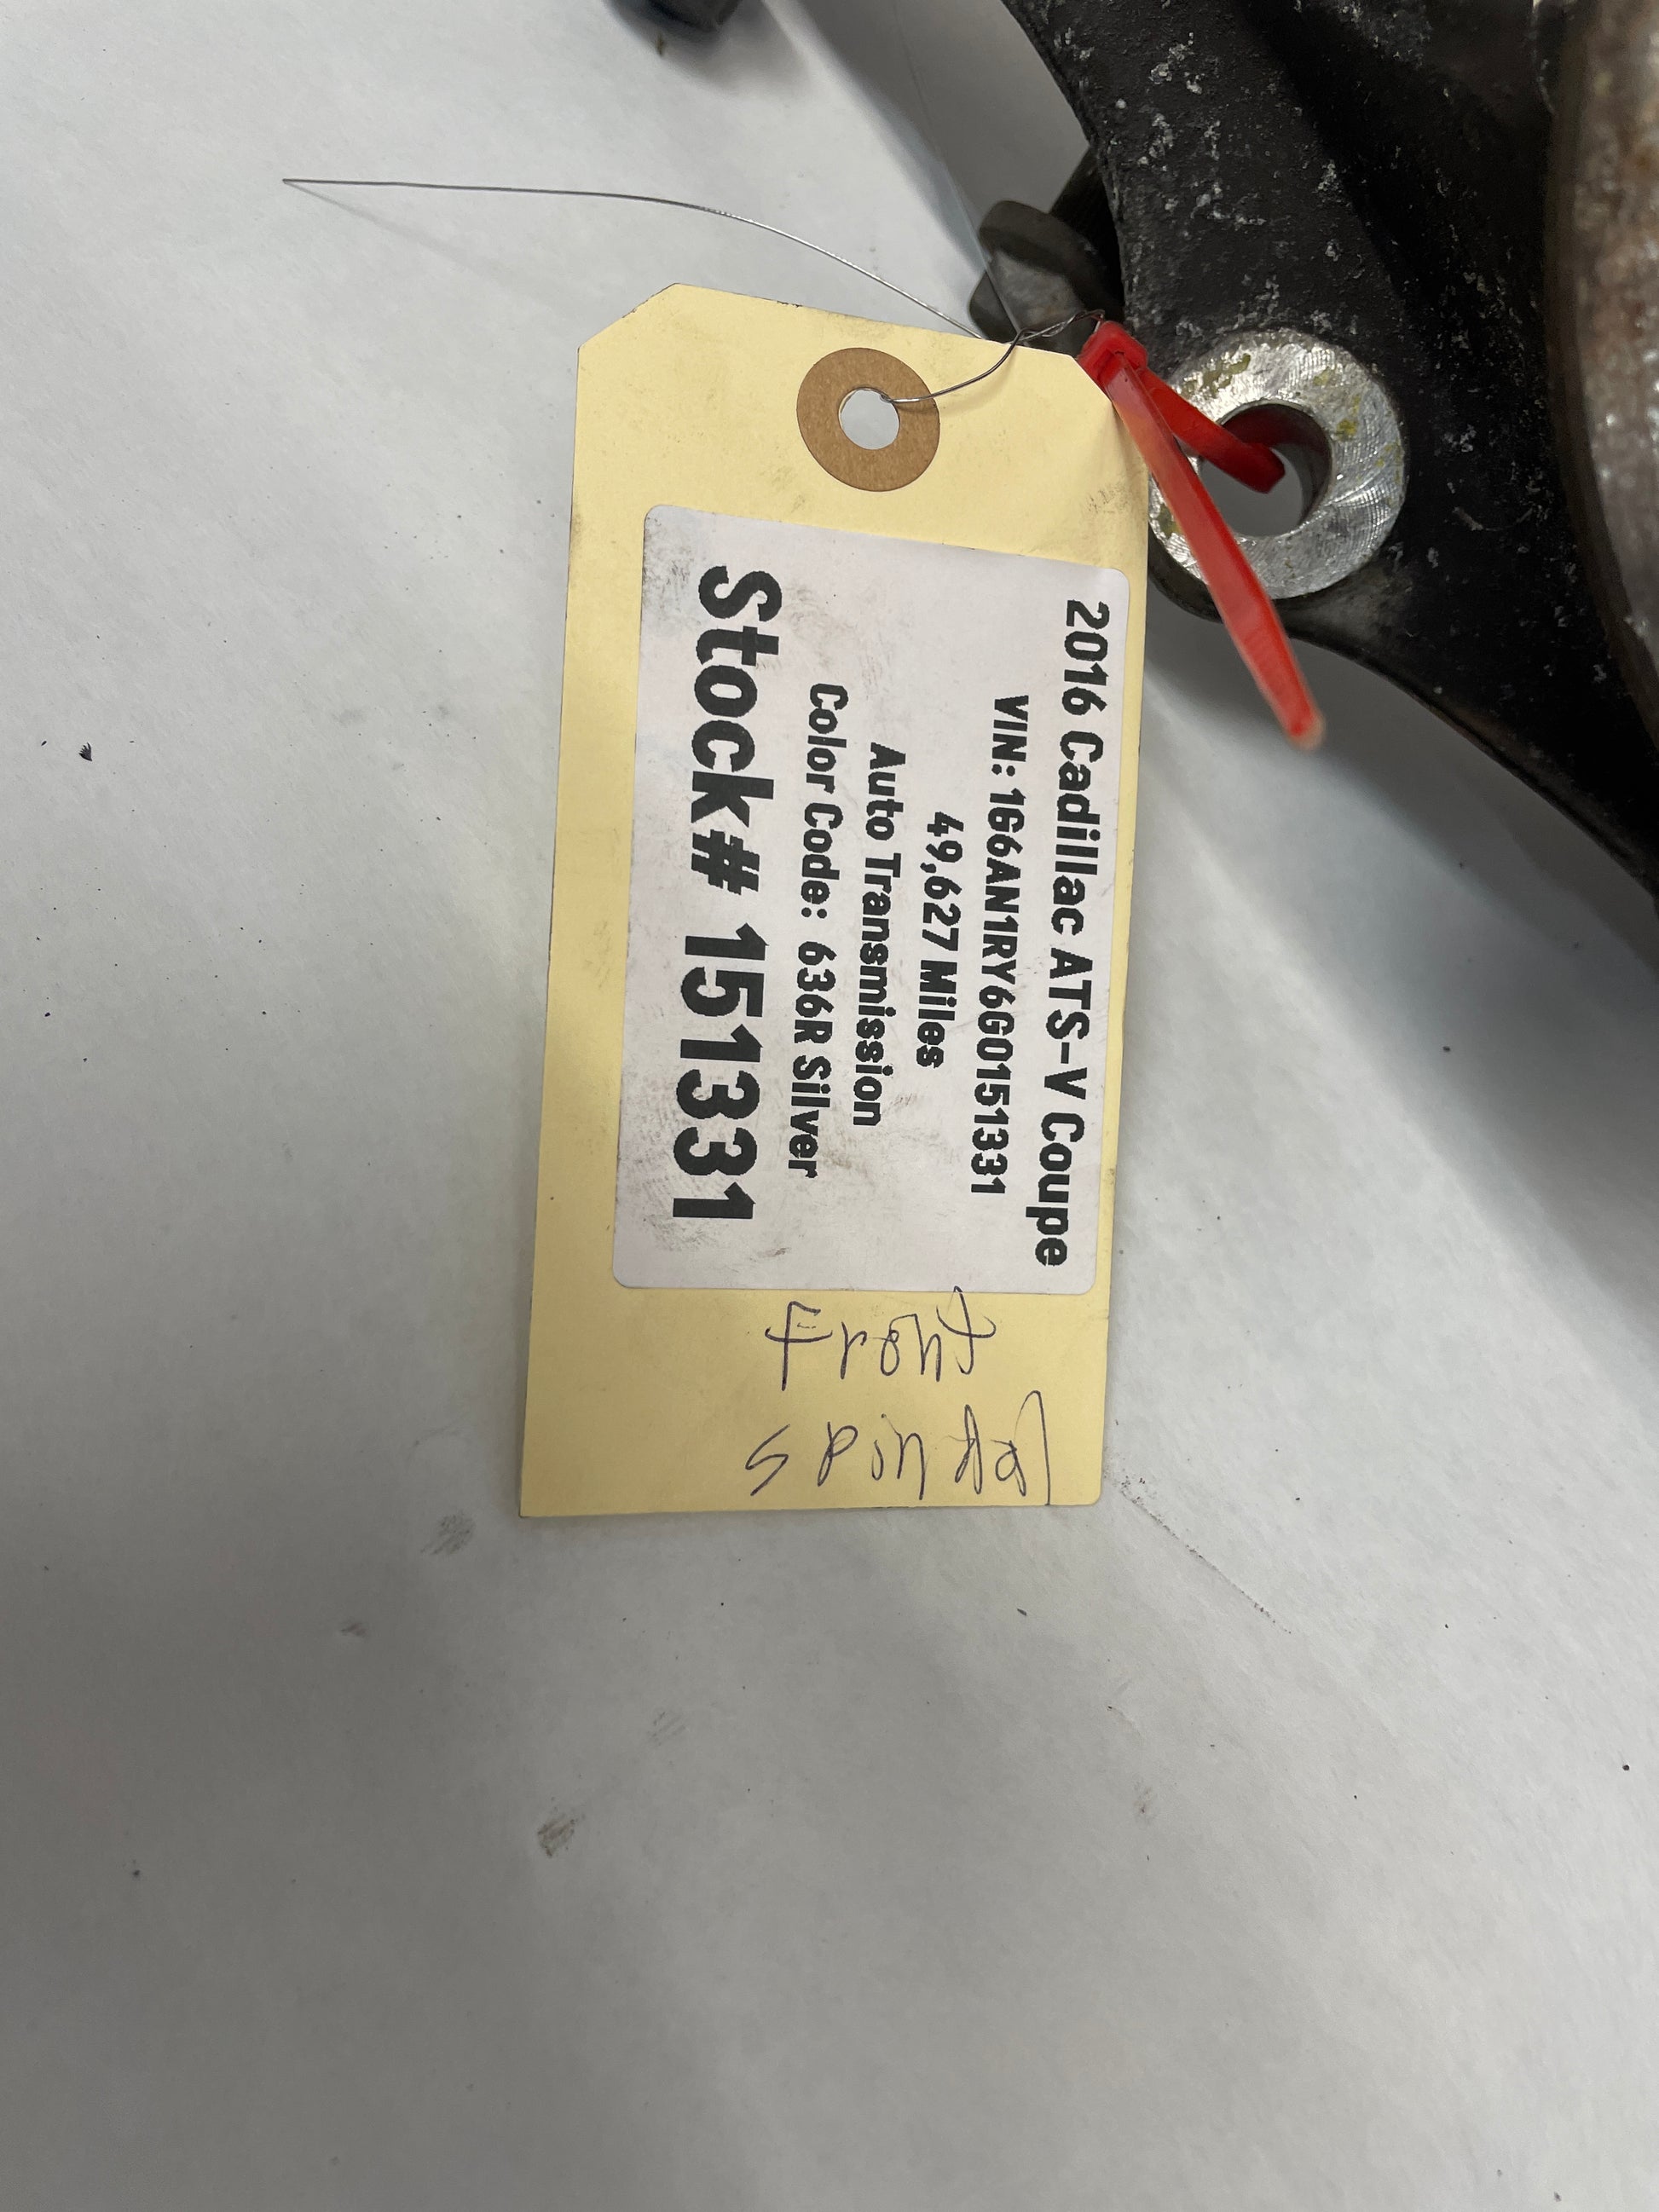 2016 Cadillac ATS-V Coupe
VIN: 1G6AN1RY6G0151331
49,627 Miles
Auto Transmission
Color Code: 636R Silver
Stock# 151331
Front
spindal